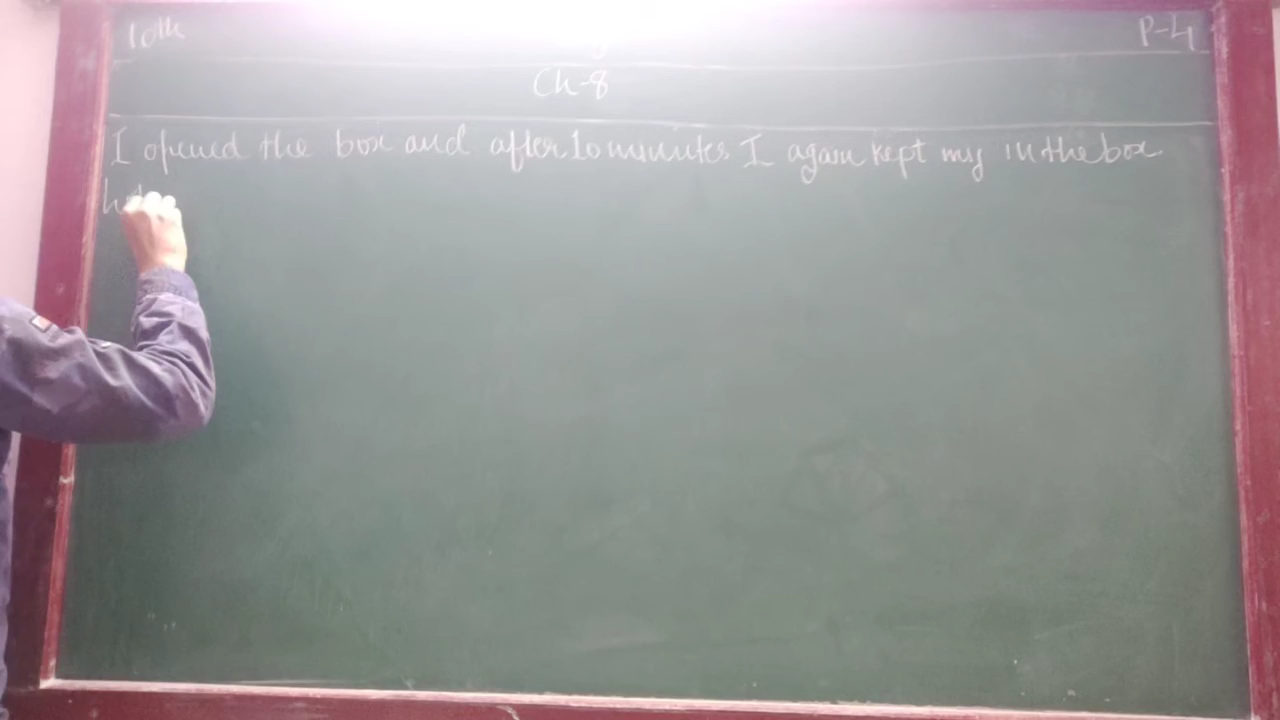 10th
P-4
Ch-8
I opened the box and after 10 minutes I again kept my in the box